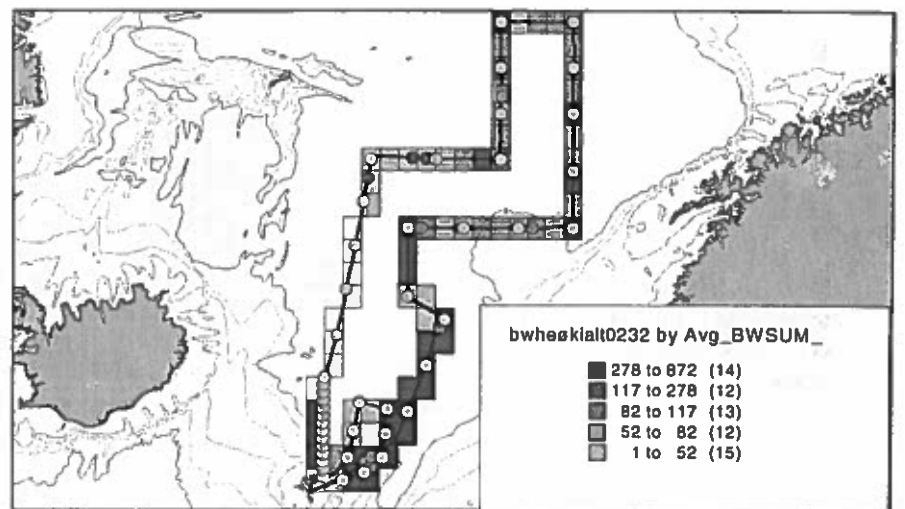 bwheøkialt0232 by Avg_BWSUM_
278 to 872 (14)
117 to 278 (12)
82 to 117 (13)
52 to 82 (12)
1 to 52 (15)